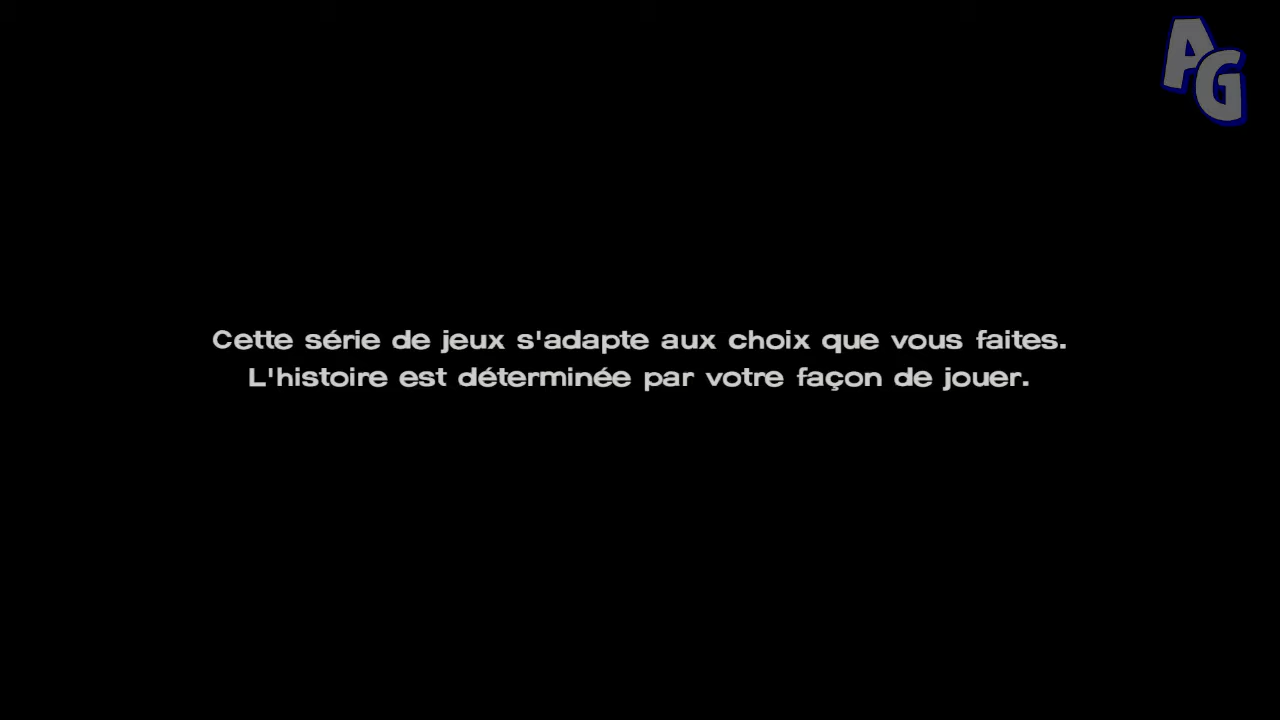 AG
Cette série de jeux s'adapte aux choix que vous faites.
L'histoire est déterminée par votre façon de jouer.